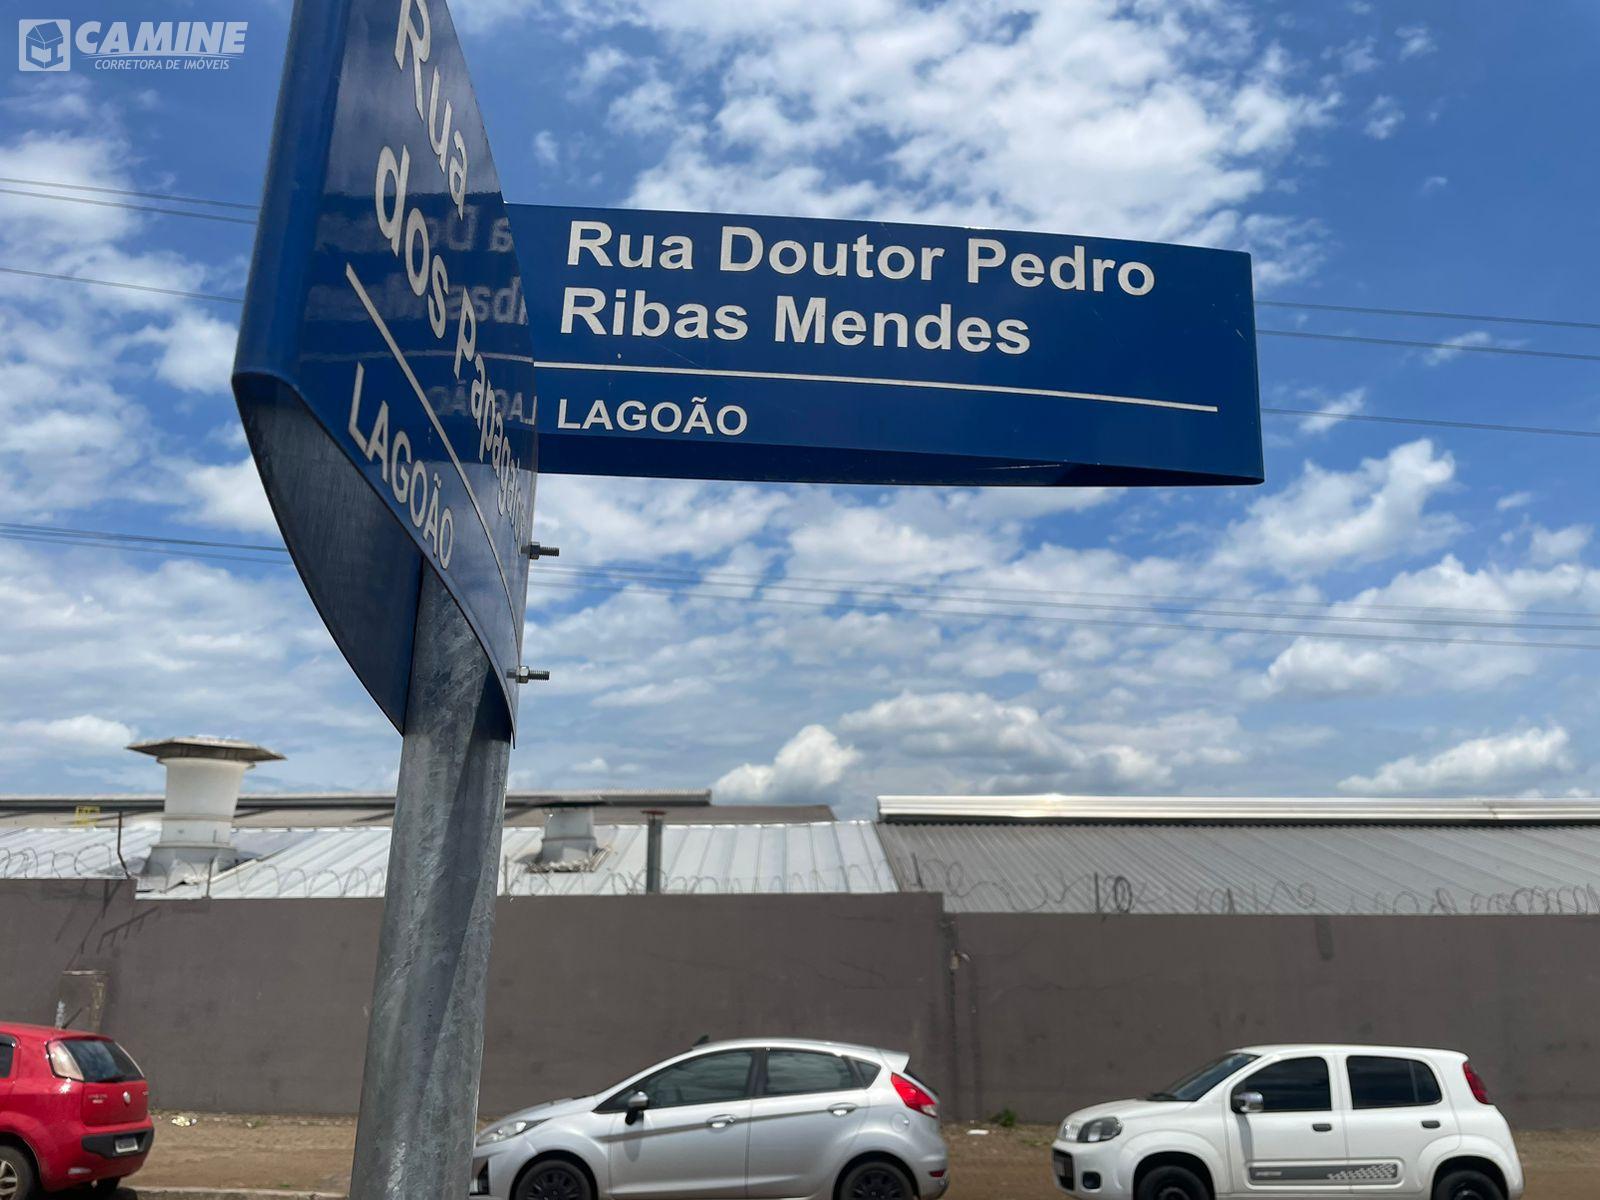 CAMINE
CORRETORA DE IMÓVEIS
Rua
dos Papagaios
LAGOÃO
Rua Doutor Pedro
Ribas Mendes
LAGOÃO